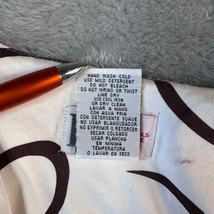 HAND WASH COLD
USE MILD DETERGENT
DO NOT BLEACH
DO NOT WRING OR TWIST
LINE DRY
USE COOL IRON
OR DRY CLEAN
LAVAR A MANO
CON AGUA FRIA
CON DETERGENTE SUAVE
NO USAR BLANQUEADOR
NO EXPRIMIR O RETORCER
SECAR COLGADO
USAR PLANCHA
EN MINIMA
TEMPERATURA
O LAVAR EN SECO